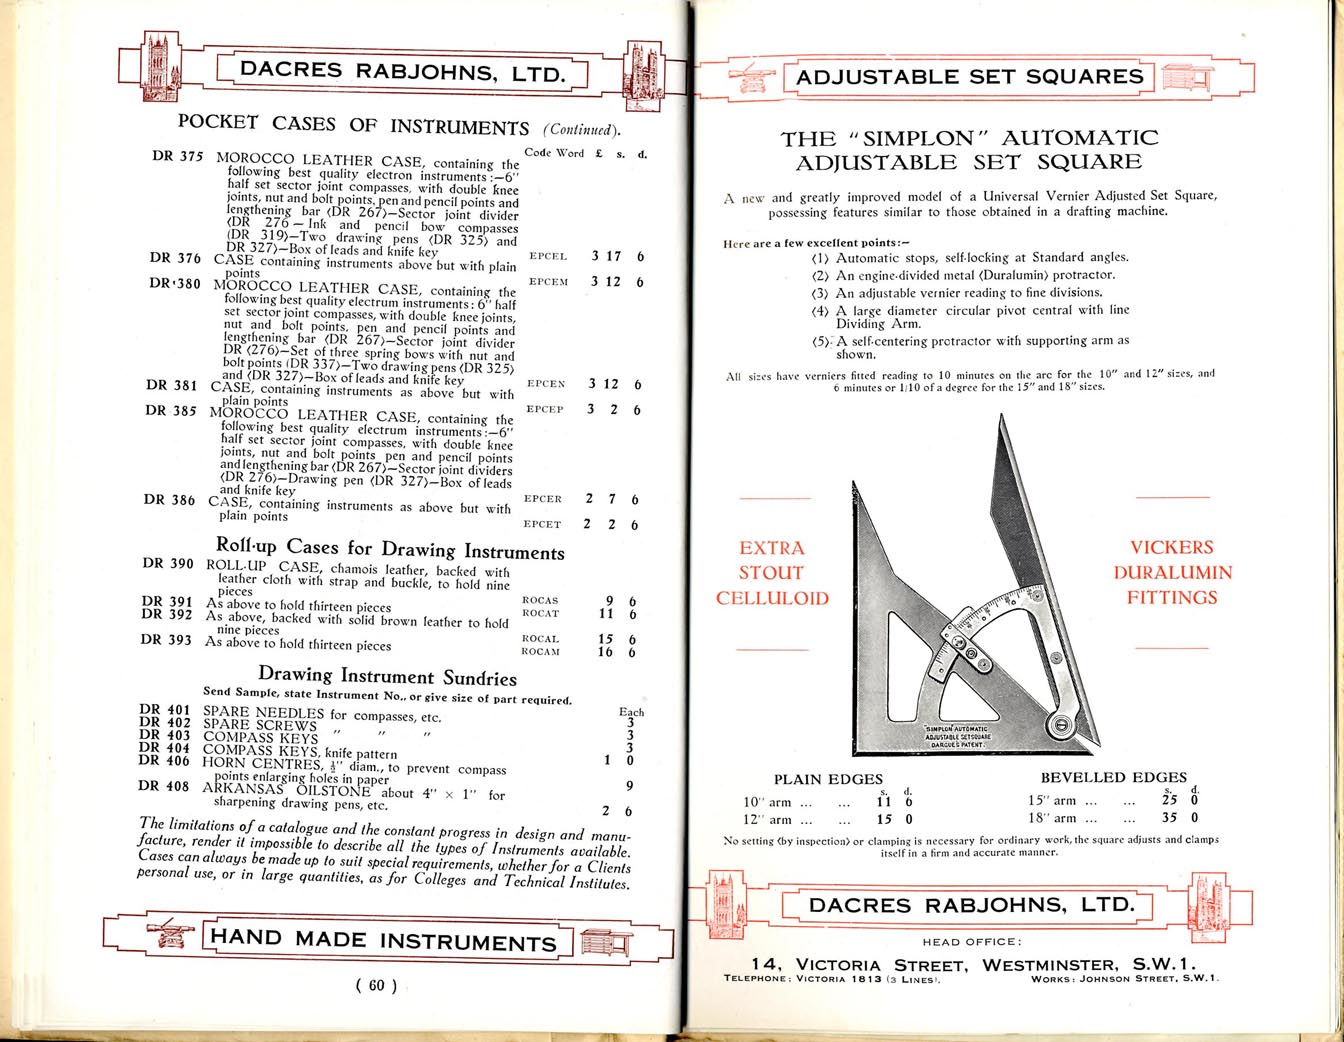 DACRES RABJOHNS, LTD.
POCKET CASES OF INSTRUMENTS (Continued).
Code Word £ s. d.
DR 375 MOROCCO LEATHER CASE, containing the
following best quality electron instruments :—6"
half set sector joint compasses, with double knee
joints, nut and bolt points, pen and pencil points and
lengthening bar (DR 267)—Sector joint divider
(DR 276 — Ink and pencil bow compasses
(DR 319)—Two drawing pens (DR 325) and
DR 327)—Box of leads and knife key EPCEL 3 17 6
DR 376 CASE containing instruments above but with plain
points EPCEM 3 12 6
DR·380 MOROCCO LEATHER CASE, containing the
following best quality electrum instruments : 6" half
set sector joint compasses, with double knee joints,
nut and bolt points, pen and pencil points and
lengthening bar (DR 267)—Sector joint divider
DR (276)—Set of three spring bows with nut and
bolt points (DR 337)—Two drawing pens (DR 325)
and (DR 327)—Box of leads and knife key EPCEN 3 12 6
DR 381 CASE, containing instruments as above but with
plain points EPCEP 3 2 6
DR 385 MOROCCO LEATHER CASE, containing the
following best quality electrum instruments :—6"
half set sector joint compasses, with double knee
joints, nut and bolt points pen and pencil points
and lengthening bar (DR 267)—Sector joint dividers
(DR 276)—Drawing pen (DR 327)—Box of leads
and knife key EPCER 2 7 6
DR 386 CASE, containing instruments as above but with
plain points EPCET 2 2 6
Roll-up Cases for Drawing Instruments
DR 390 ROLL-UP CASE, chamois leather, backed with
leather cloth with strap and buckle, to hold nine
pieces ROCAS 9 6
DR 391 As above to hold thirteen pieces ROCAT 11 6
DR 392 As above, backed with solid brown leather to hold
nine pieces ROCAL 15 6
DR 393 As above to hold thirteen pieces ROCAM 16 6
Drawing Instrument Sundries
Send Sample, state Instrument No., or give size of part required.
Each
DR 401 SPARE NEEDLES for compasses, etc. 3
DR 402 SPARE SCREWS " " " 3
DR 403 COMPASS KEYS 3
DR 404 COMPASS KEYS, knife pattern 1 0
DR 406 HORN CENTRES, ½" diam., to prevent compass
points enlarging holes in paper 9
DR 408 ARKANSAS OILSTONE about 4" × 1" for
sharpening drawing pens, etc. 2 6
The limitations of a catalogue and the constant progress in design and manu-
facture, render it impossible to describe all the types of Instruments available.
Cases can always be made up to suit special requirements, whether for a Clients
personal use, or in large quantities, as for Colleges and Technical Institutes.
HAND MADE INSTRUMENTS
( 60 )
ADJUSTABLE SET SQUARES
THE "SIMPLON" AUTOMATIC
ADJUSTABLE SET SQUARE
A new and greatly improved model of a Universal Vernier Adjusted Set Square,
possessing features similar to those obtained in a drafting machine.
Here are a few excellent points:—
(1) Automatic stops, self-locking at Standard angles.
(2) An engine-divided metal (Duralumin) protractor.
(3) An adjustable vernier reading to fine divisions.
(4) A large diameter circular pivot central with line
Dividing Arm.
(5) A self-centering protractor with supporting arm as
shown.
All sizes have verniers fitted reading to 10 minutes on the arc for the 10" and 12" sizes, and
6 minutes or 1/10 of a degree for the 15" and 18" sizes.
EXTRA
STOUT
CELLULOID
VICKERS
DURALUMIN
FITTINGS
"SIMPLON" AUTOMATIC
ADJUSTABLE SET SQUARE
DARGUE'S PATENT.
PLAIN EDGES
s. d.
10" arm ... ... 11 6
12" arm ... ... 15 0
BEVELLED EDGES
s. d.
15" arm ... ... 25 0
18" arm ... ... 35 0
No setting (by inspection) or clamping is necessary for ordinary work, the square adjusts and clamps
itself in a firm and accurate manner.
DACRES RABJOHNS, LTD.
HEAD OFFICE:
14, VICTORIA STREET, WESTMINSTER, S.W.1.
TELEPHONE: VICTORIA 1813 (3 LINES). WORKS: JOHNSON STREET, S.W.1.